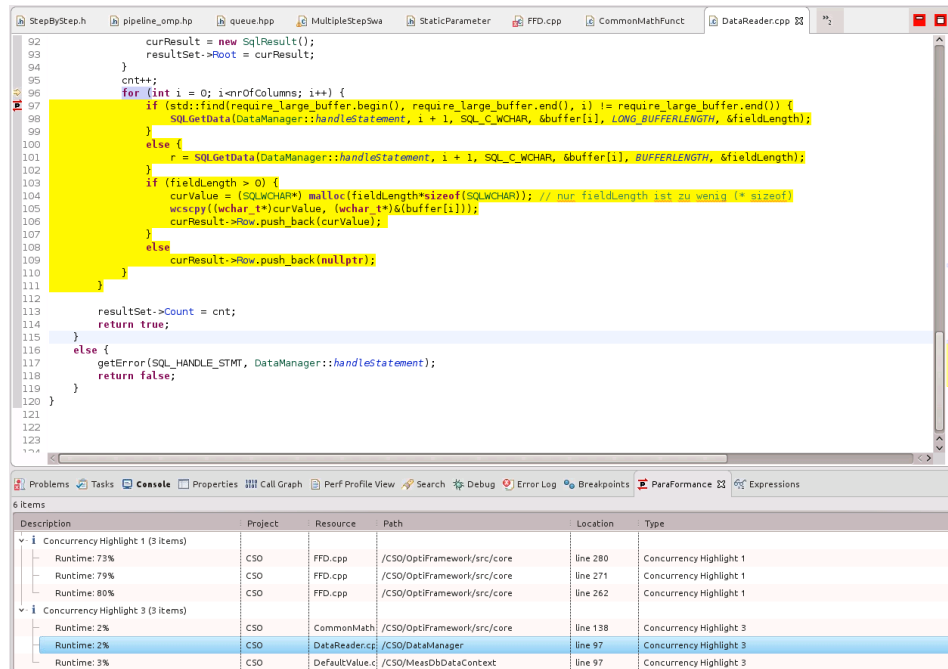 StepByStep.h pipeline_omp.hp queue.hpp MultipleStepSwa StaticParameter FFD.cpp CommonMathFunct DataReader.cpp »2
92 curResult = new SqlResult();
93 resultSet->Root = curResult;
94 }
95 cnt++;
96 for (int i = 0; i<nrOfColumns; i++) {
97 if (std::find(require_large_buffer.begin(), require_large_buffer.end(), i) != require_large_buffer.end()) {
98 SQLGetData(DataManager::handleStatement, i + 1, SQL_C_WCHAR, &buffer[i], LONG_BUFFERLENGTH, &fieldLength);
99 }
100 else {
101 r = SQLGetData(DataManager::handleStatement, i + 1, SQL_C_WCHAR, &buffer[i], BUFFERLENGTH, &fieldLength);
102 }
103 if (fieldLength > 0) {
104 curValue = (SQLWCHAR*) malloc(fieldLength*sizeof(SQLWCHAR)); // nur fieldLength ist zu wenig (* sizeof)
105 wcscpy((wchar_t*)curValue, (wchar_t*)&(buffer[i]));
106 curResult->Row.push_back(curValue);
107 }
108 else
109 curResult->Row.push_back(nullptr);
110 }
111 }
112
113 resultSet->Count = cnt;
114 return true;
115 }
116 else {
117 getError(SQL_HANDLE_STMT, DataManager::handleStatement);
118 return false;
119 }
120 }
121
122
123
124
Problems Tasks Console Properties Call Graph Perf Profile View Search Debug Error Log Breakpoints ParaFormance Expressions
6 items
Description Project Resource Path Location Type
Concurrency Highlight 1 (3 items)
Runtime: 73% CSO FFD.cpp /CSO/OptiFramework/src/core line 280 Concurrency Highlight 1
Runtime: 79% CSO FFD.cpp /CSO/OptiFramework/src/core line 271 Concurrency Highlight 1
Runtime: 80% CSO FFD.cpp /CSO/OptiFramework/src/core line 262 Concurrency Highlight 1
Concurrency Highlight 3 (3 items)
Runtime: 2% CSO CommonMath /CSO/OptiFramework/src/core line 138 Concurrency Highlight 3
Runtime: 2% CSO DataReader.cp /CSO/DataManager line 97 Concurrency Highlight 3
Runtime: 3% CSO DefaultValue.c /CSO/MeasDbDataContext line 97 Concurrency Highlight 3